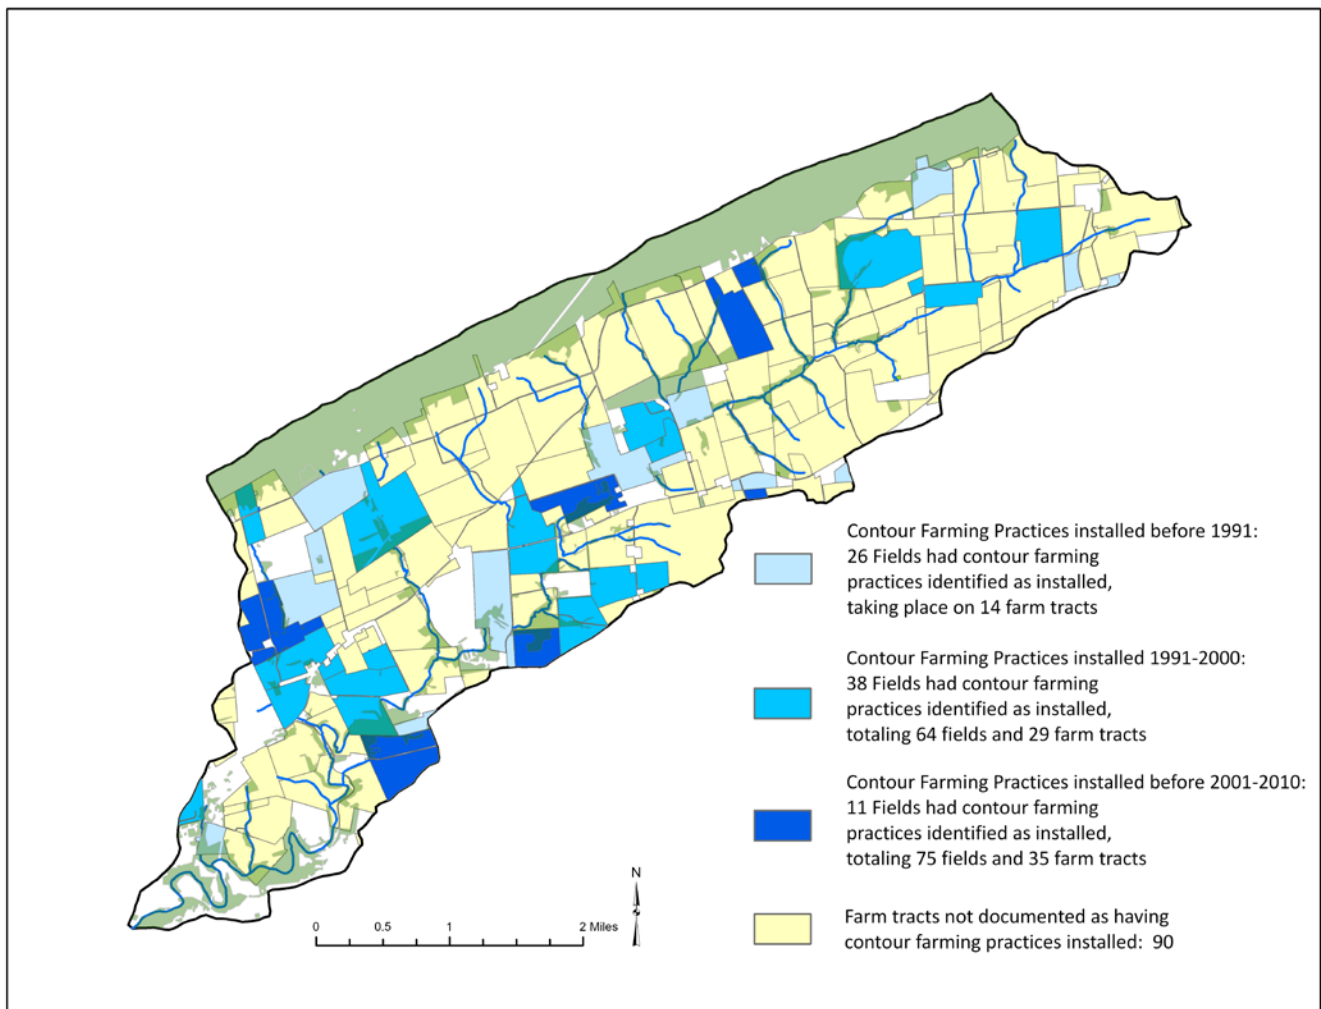 Contour Farming Practices installed before 1991:
26 Fields had contour farming
practices identified as installed,
taking place on 14 farm tracts
Contour Farming Practices installed 1991-2000:
38 Fields had contour farming
practices identified as installed,
totaling 64 fields and 29 farm tracts
Contour Farming Practices installed before 2001-2010:
11 Fields had contour farming
practices identified as installed,
totaling 75 fields and 35 farm tracts
Farm tracts not documented as having
contour farming practices installed: 90
N
0 0.5 1 2 Miles